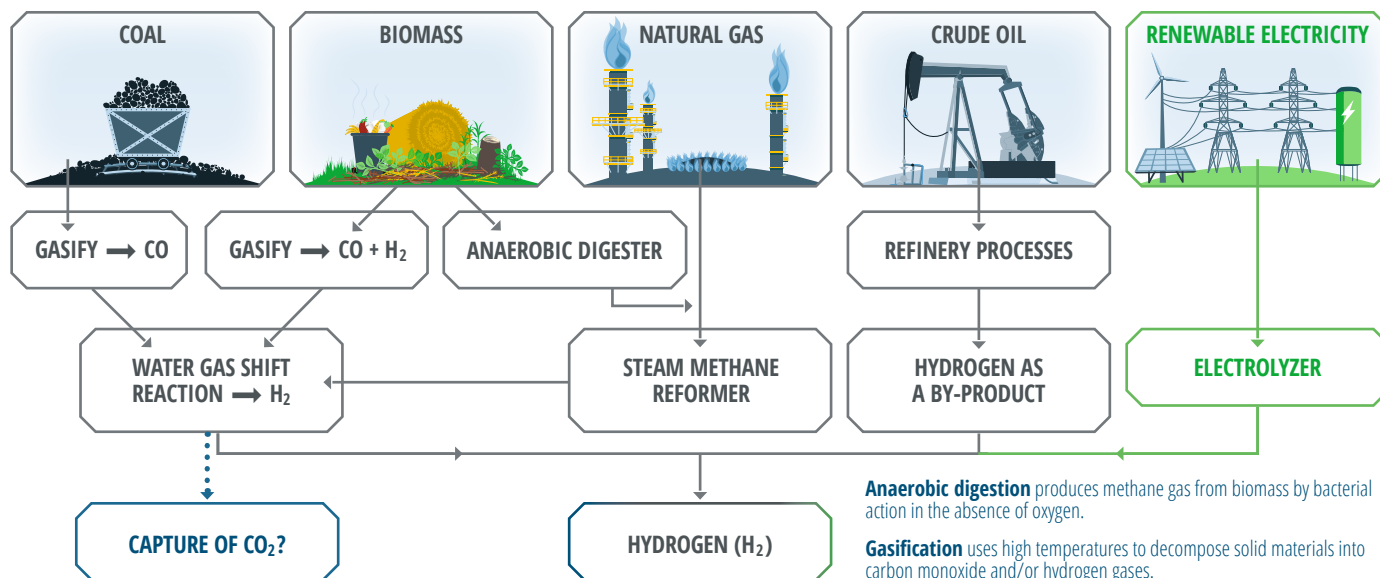 COAL
BIOMASS
NATURAL GAS
CRUDE OIL
RENEWABLE ELECTRICITY
GASIFY ➞ CO
GASIFY ➞ CO + H₂
ANAEROBIC DIGESTER
REFINERY PROCESSES
WATER GAS SHIFT
REACTION ➞ H₂
STEAM METHANE
REFORMER
HYDROGEN AS
A BY-PRODUCT
ELECTROLYZER
CAPTURE OF CO₂?
HYDROGEN (H₂)
Anaerobic digestion produces methane gas from biomass by bacterial
action in the absence of oxygen.
Gasification uses high temperatures to decompose solid materials into
carbon monoxide and/or hydrogen gases.